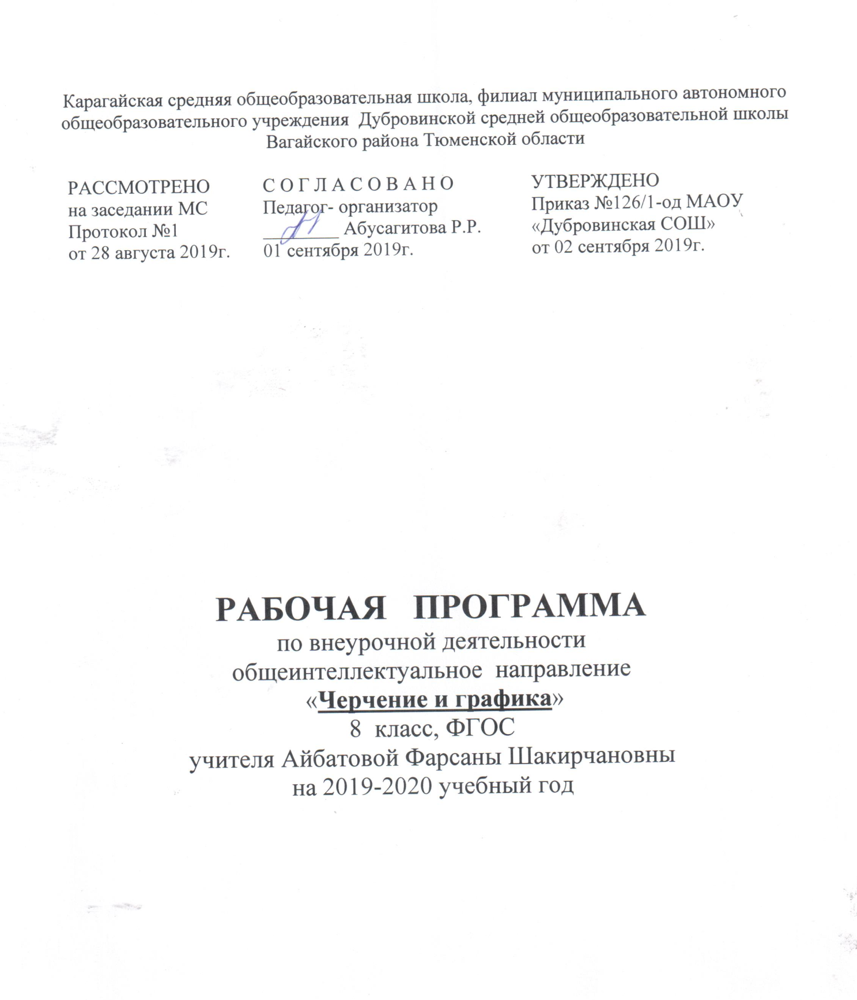 Карагайская средняя общеобразовательная школа, филиал муниципального автономного
общеобразовательного учреждения Дубровинской средней общеобразовательной школы
Вагайского района Тюменской области
РАССМОТРЕНО
на заседании МС
Протокол №1
от 28 августа 2019г.
С О Г Л А С О В А Н О
Педагог- организатор
________ Абусагитова Р.Р.
01 сентября 2019г.
УТВЕРЖДЕНО
Приказ №126/1-од МАОУ
«Дубровинская СОШ»
от 02 сентября 2019г.
РАБОЧАЯ ПРОГРАММА
по внеурочной деятельности
общеинтеллектуальное направление
«Черчение и графика»
8 класс, ФГОС
учителя Айбатовой Фарсаны Шакирчановны
на 2019-2020 учебный год